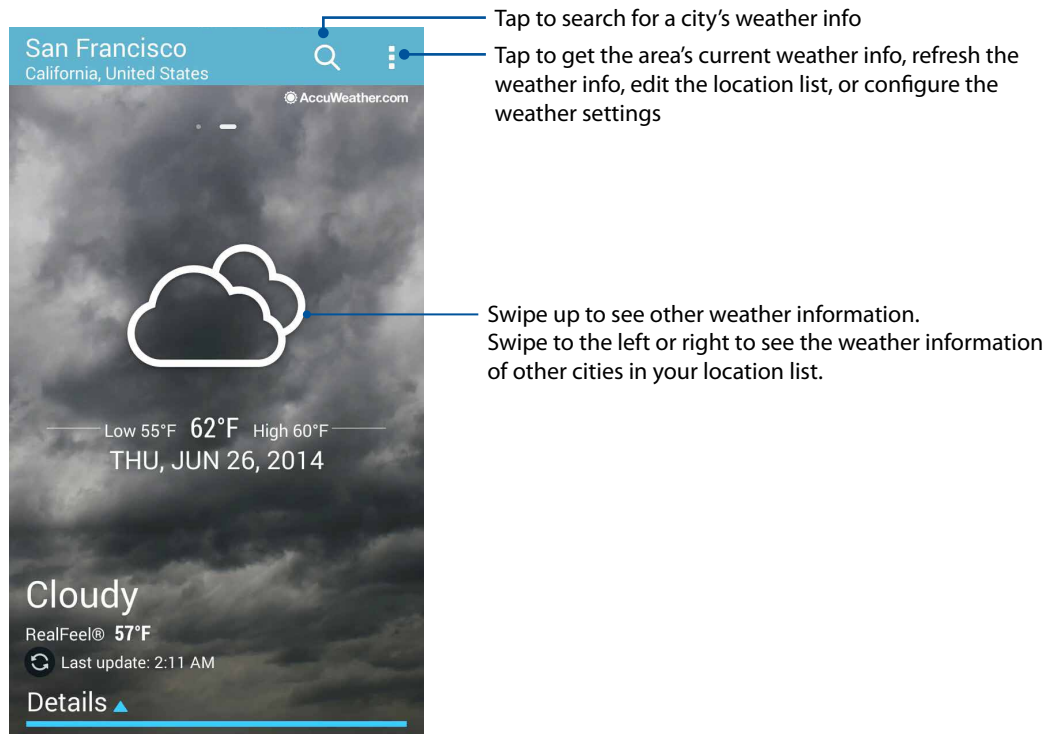 Tap to search for a city’s weather info
San Francisco
California, United States
Tap to get the area’s current weather info, refresh the
weather info, edit the location list, or configure the
weather settings
AccuWeather.com
Swipe up to see other weather information.
Swipe to the left or right to see the weather information
of other cities in your location list.
Low 55°F 62°F High 60°F
THU, JUN 26, 2014
Cloudy
RealFeel® 57°F
Last update: 2:11 AM
Details